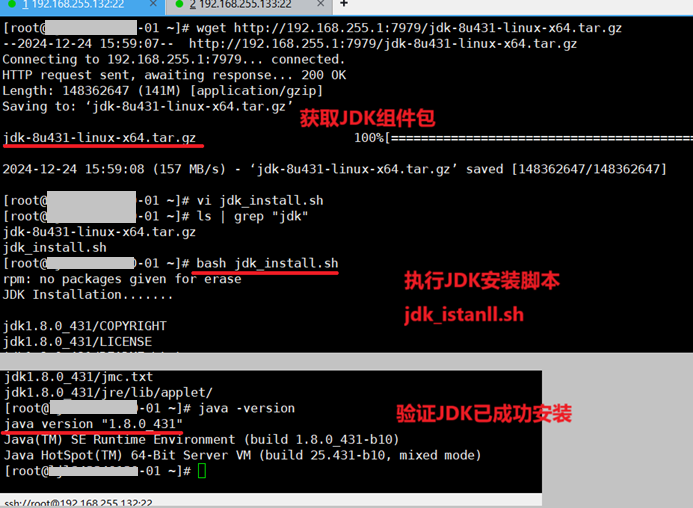 1 192.168.255.132:22 × 2 192.168.255.133:22 × +
[root@ -01 ~]# wget http://192.168.255.1:7979/jdk-8u431-linux-x64.tar.gz
--2024-12-24 15:59:07-- http://192.168.255.1:7979/jdk-8u431-linux-x64.tar.gz
Connecting to 192.168.255.1:7979... connected.
HTTP request sent, awaiting response... 200 OK
Length: 148362647 (141M) [application/gzip]
Saving to: ‘jdk-8u431-linux-x64.tar.gz’
获取JDK组件包
jdk-8u431-linux-x64.tar.gz 100%[=========================================
2024-12-24 15:59:08 (157 MB/s) - ‘jdk-8u431-linux-x64.tar.gz’ saved [148362647/148362647]
[root@ -01 ~]# vi jdk_install.sh
[root@ -01 ~]# ls | grep "jdk"
jdk-8u431-linux-x64.tar.gz
jdk_install.sh
[root@ -01 ~]# bash jdk_install.sh
rpm: no packages given for erase
JDK Installation.......
执行JDK安装脚本
jdk_istanll.sh
jdk1.8.0_431/COPYRIGHT
jdk1.8.0_431/LICENSE
jdk1.8.0_431/jmc.txt
jdk1.8.0_431/jre/lib/applet/
[root@ -01 ~]# java -version
验证JDK已成功安装
java version "1.8.0_431"
Java(TM) SE Runtime Environment (build 1.8.0_431-b10)
Java HotSpot(TM) 64-Bit Server VM (build 25.431-b10, mixed mode)
[root@ -01 ~]#
ssh://root@192.168.255.132:22